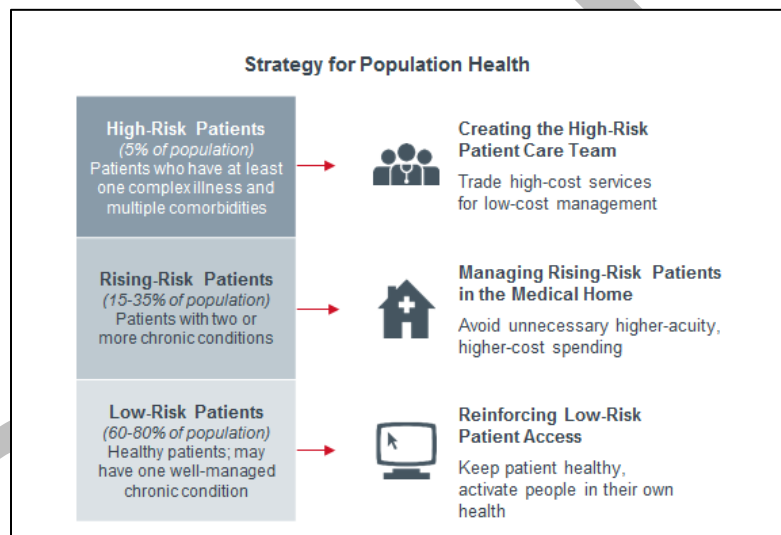 Strategy for Population Health
High-Risk Patients
(5% of population)
Patients who have at least
one complex illness and
multiple comorbidities
Creating the High-Risk
Patient Care Team
Trade high-cost services
for low-cost management
Rising-Risk Patients
(15-35% of population)
Patients with two or
more chronic conditions
Managing Rising-Risk Patients
in the Medical Home
Avoid unnecessary higher-acuity,
higher-cost spending
Low-Risk Patients
(60-80% of population)
Healthy patients; may
have one well-managed
chronic condition
Reinforcing Low-Risk
Patient Access
Keep patient healthy,
activate people in their own
health